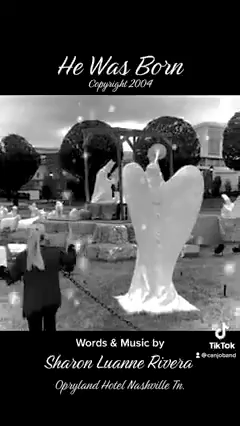 He Was Born
Copyright 2004
TikTok
@canjoband
Words & Music by
Sharon Luanne Rivera
Opryland Hotel Nashville Tn.